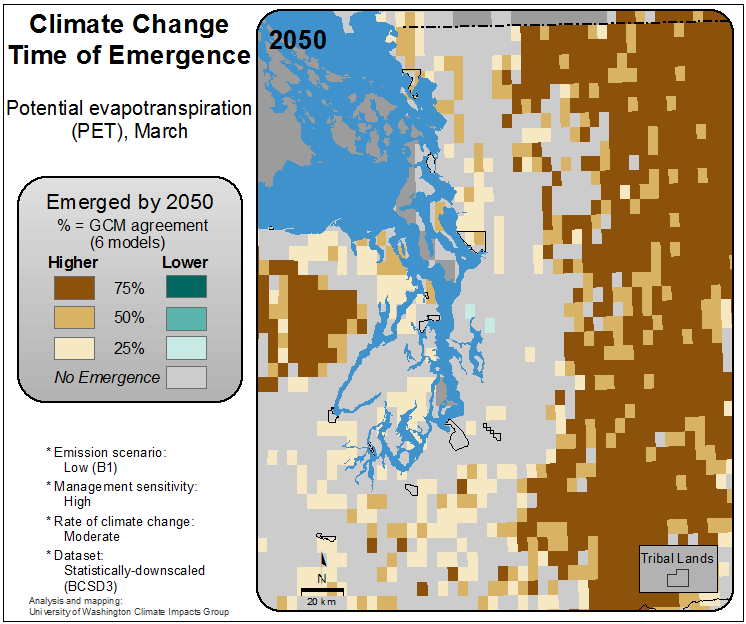 Climate Change
Time of Emergence
Potential evapotranspiration
(PET), March
Emerged by 2050
% = GCM agreement
(6 models)
Higher Lower
75%
50%
25%
No Emergence
* Emission scenario:
Low (B1)
* Management sensitivity:
High
* Rate of climate change:
Moderate
* Dataset:
Statistically-downscaled
(BCSD3)
Analysis and mapping:
University of Washington Climate Impacts Group
2050
N
20 km
Tribal Lands